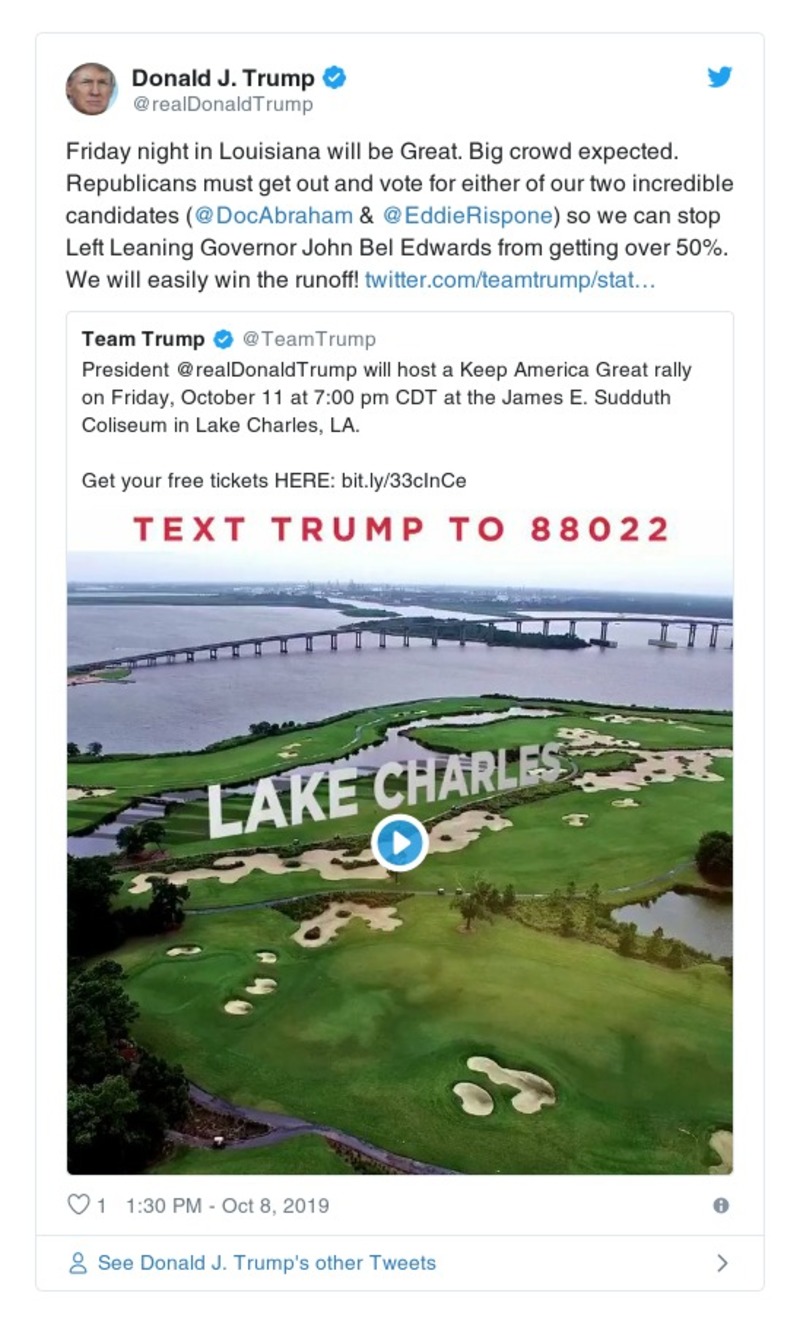 Donald J. Trump
@realDonaldTrump
Friday night in Louisiana will be Great. Big crowd expected.
Republicans must get out and vote for either of our two incredible
candidates (@DocAbraham & @EddieRispone) so we can stop
Left Leaning Governor John Bel Edwards from getting over 50%.
We will easily win the runoff! twitter.com/teamtrump/stat…
Team Trump @TeamTrump
President @realDonaldTrump will host a Keep America Great rally
on Friday, October 11 at 7:00 pm CDT at the James E. Sudduth
Coliseum in Lake Charles, LA.
Get your free tickets HERE: bit.ly/33cInCe
TEXT TRUMP TO 88022
LAKE CHARLES
1 1:30 PM - Oct 8, 2019
See Donald J. Trump's other Tweets